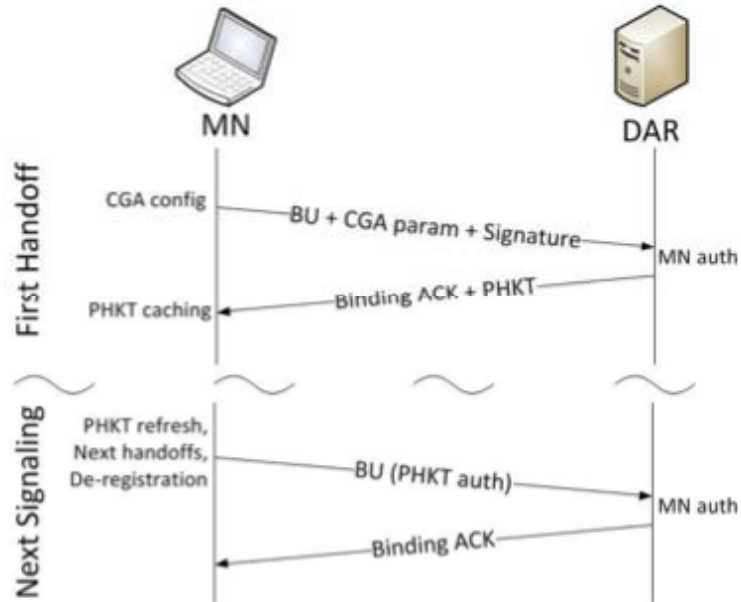 MN
DAR
First Handoff
CGA config
BU + CGA param + Signature
MN auth
Binding ACK + PHKT
PHKT caching
Next Signaling
PHKT refresh,
Next handoffs,
De-registration
BU (PHKT auth)
MN auth
Binding ACK